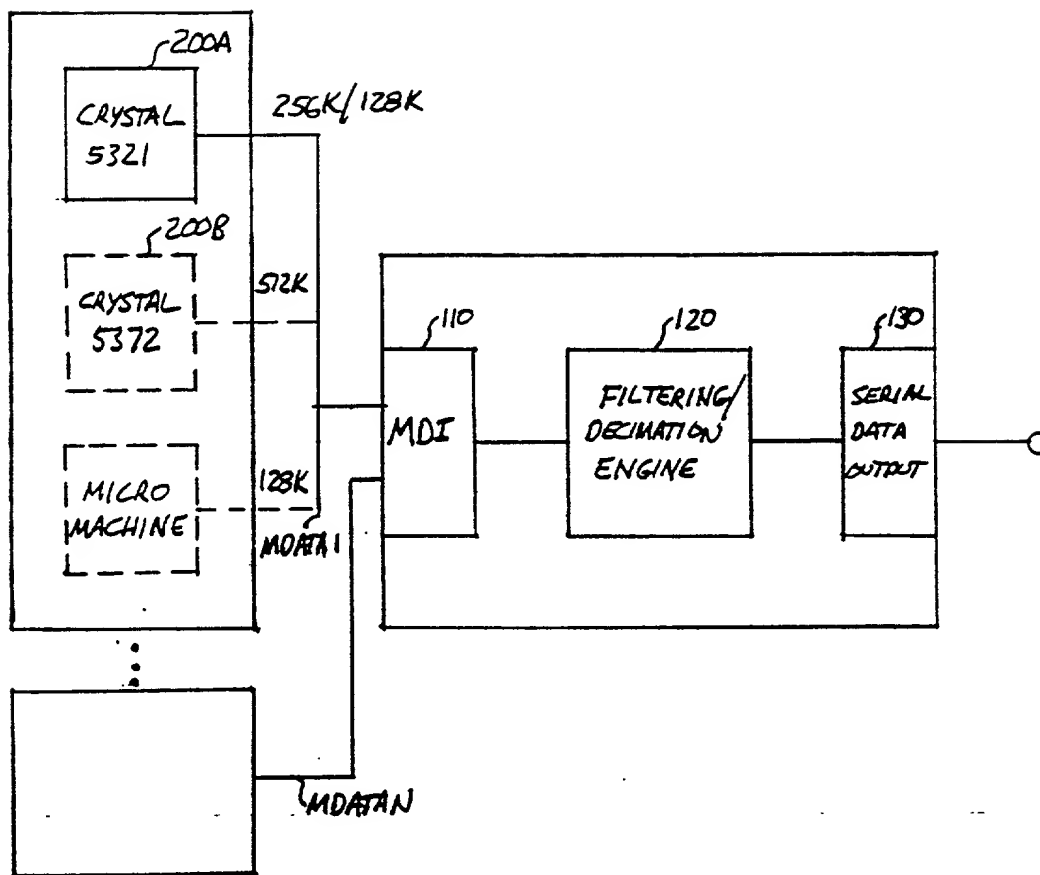 200A
CRYSTAL
5321
256K/128K
200B
CRYSTAL
5372
512K
MICRO
MACHINE
128K
MDATA1
110
MDI
120
FILTERING/
DECIMATION
ENGINE
130
SERIAL
DATA
OUTPUT
MDATAN